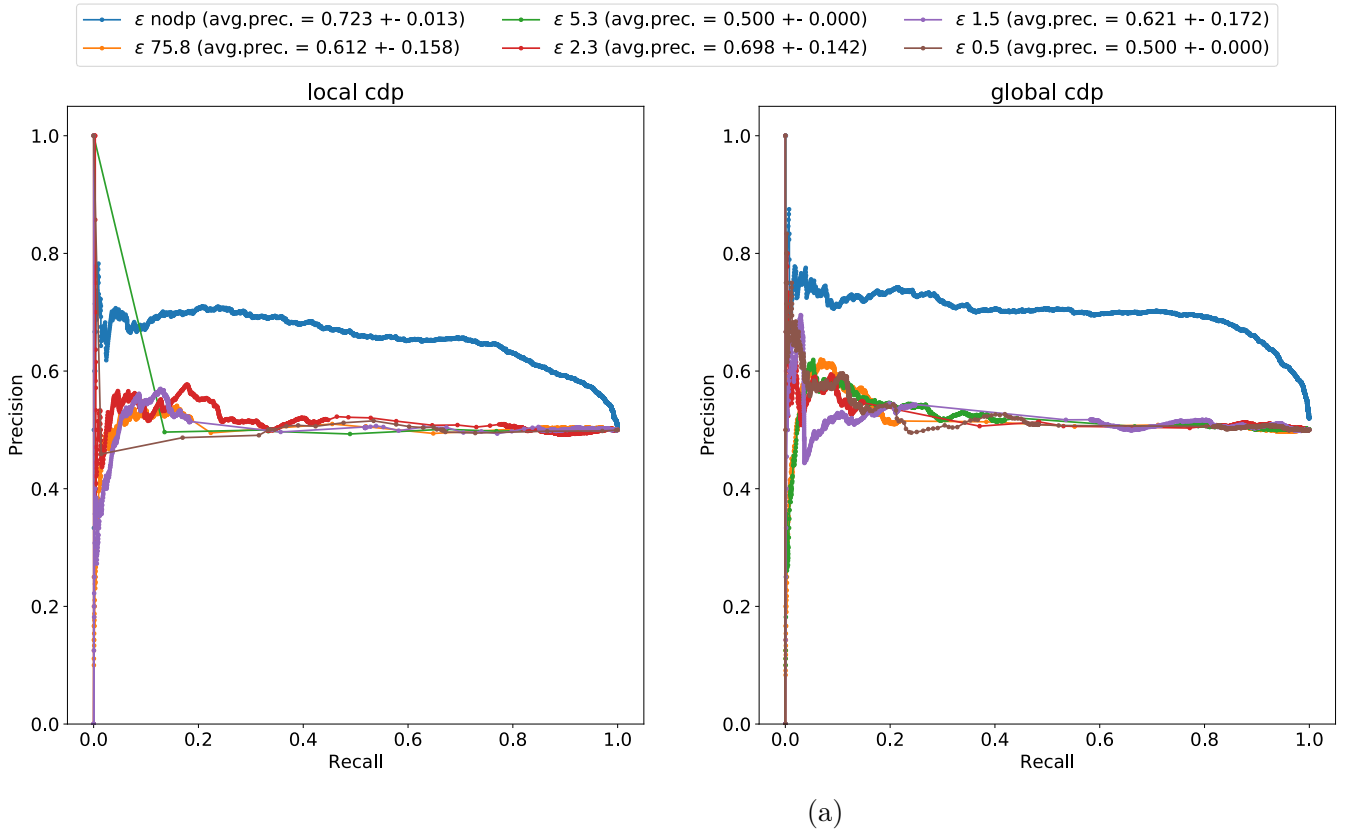 ε nodp (avg.prec. = 0.723 +- 0.013) ε 5.3 (avg.prec. = 0.500 +- 0.000) ε 1.5 (avg.prec. = 0.621 +- 0.172)
ε 75.8 (avg.prec. = 0.612 +- 0.158) ε 2.3 (avg.prec. = 0.698 +- 0.142) ε 0.5 (avg.prec. = 0.500 +- 0.000)
local cdp
1.0
0.8
0.6
0.4
0.2
0.0
Precision
0.0 0.2 0.4 0.6 0.8 1.0
Recall
global cdp
1.0
0.8
0.6
0.4
0.2
0.0
Precision
0.0 0.2 0.4 0.6 0.8 1.0
Recall
(a)